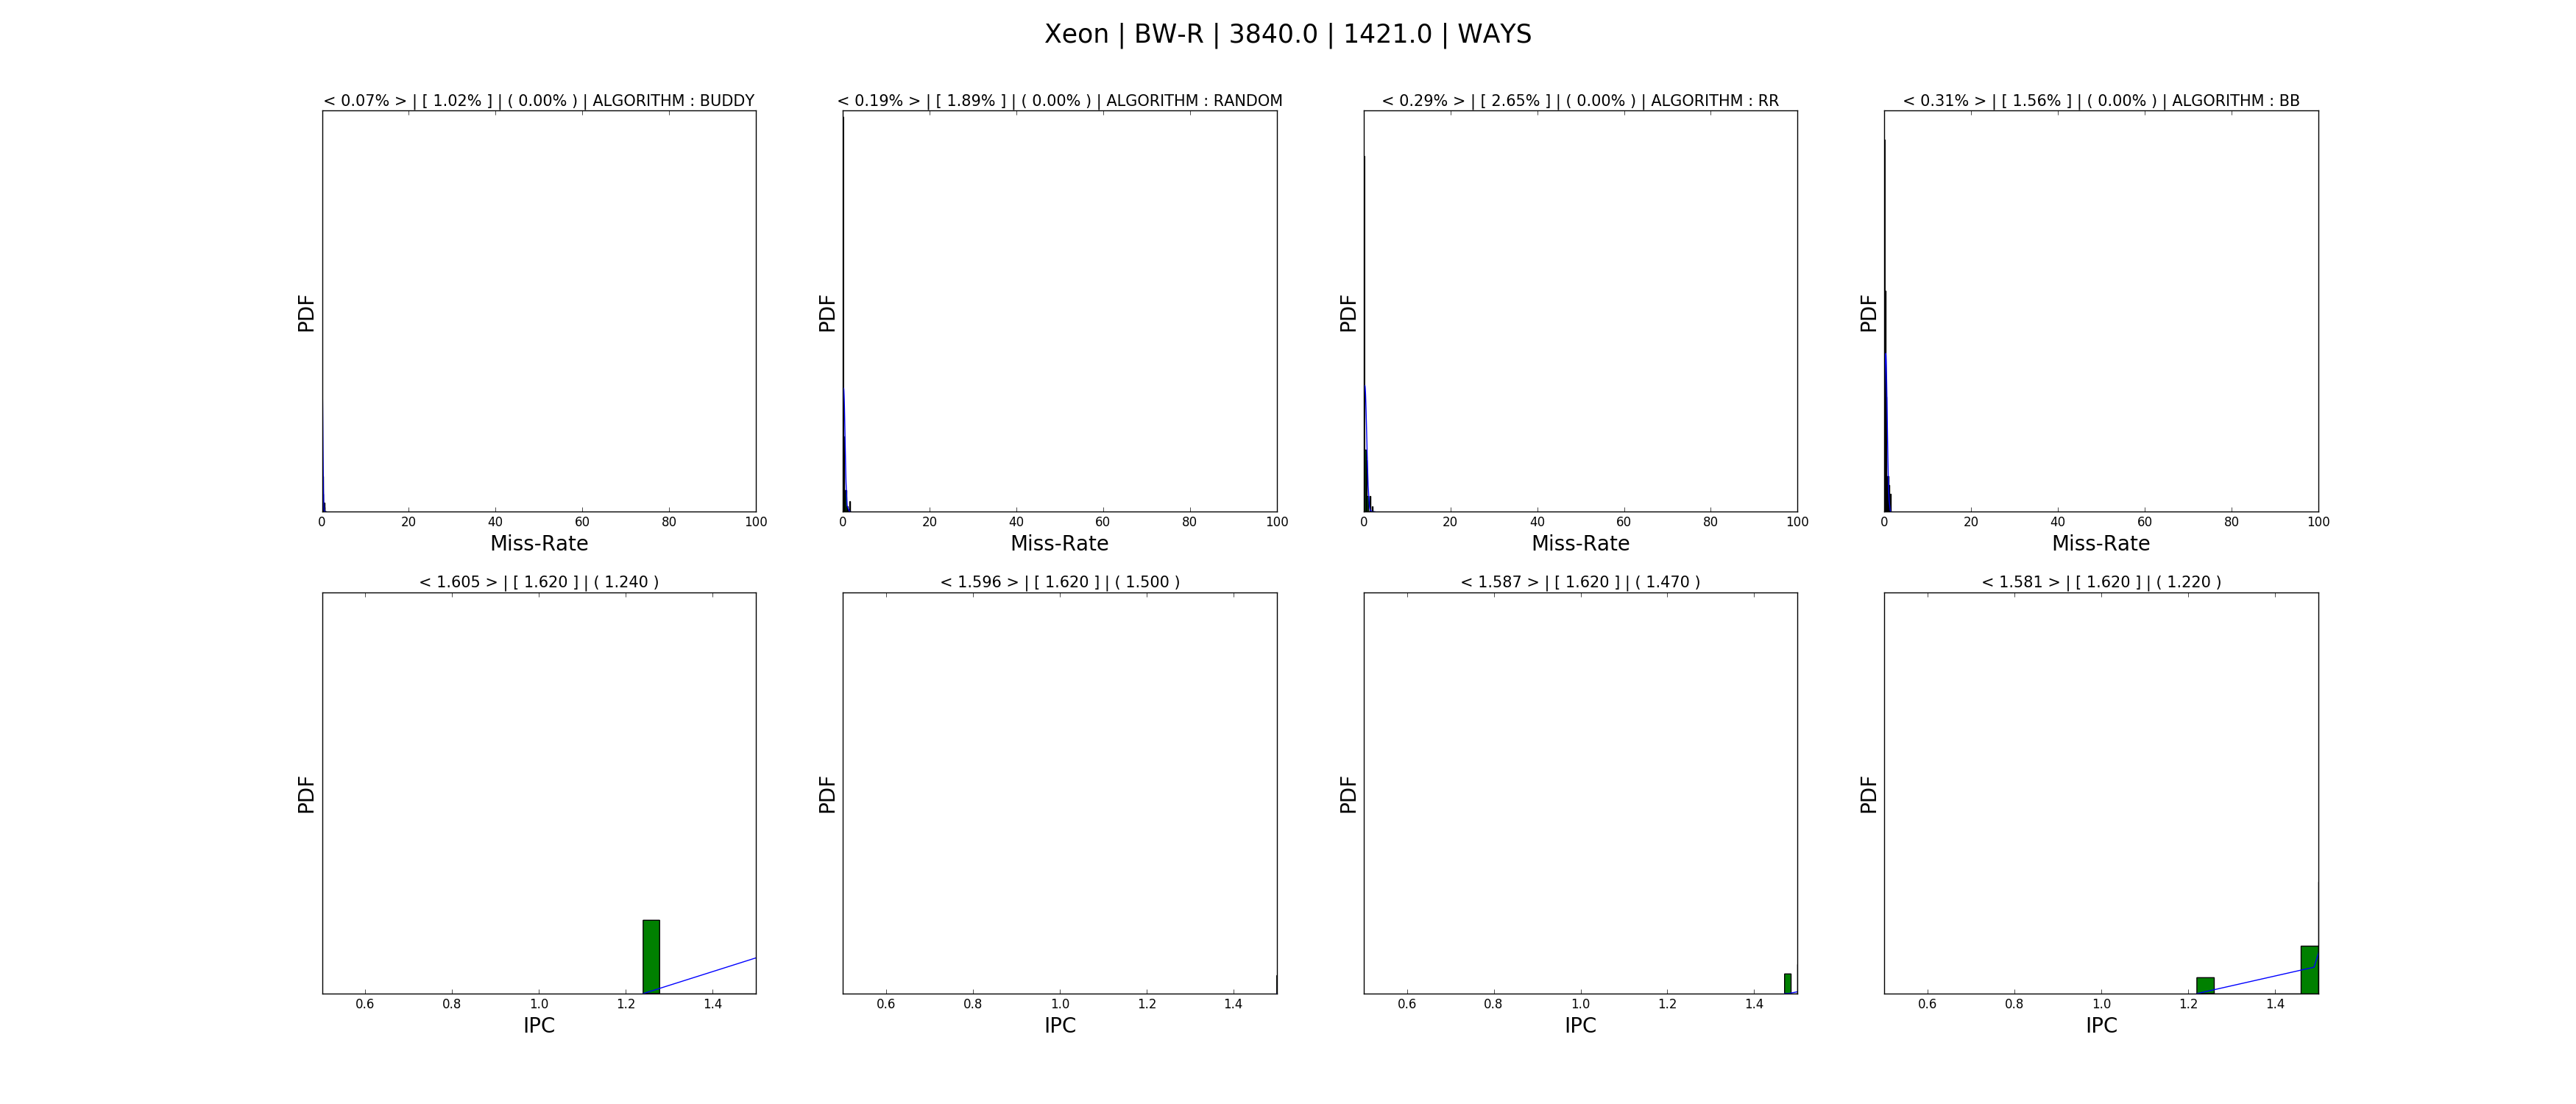 Xeon | BW-R | 3840.0 | 1421.0 | WAYS
< 0.07% > | [ 1.02% ] | ( 0.00% ) | ALGORITHM : BUDDY
PDF
0 20 40 60 80 100
Miss-Rate
< 0.19% > | [ 1.89% ] | ( 0.00% ) | ALGORITHM : RANDOM
PDF
0 20 40 60 80 100
Miss-Rate
< 0.29% > | [ 2.65% ] | ( 0.00% ) | ALGORITHM : RR
PDF
0 20 40 60 80 100
Miss-Rate
< 0.31% > | [ 1.56% ] | ( 0.00% ) | ALGORITHM : BB
PDF
0 20 40 60 80 100
Miss-Rate
< 1.605 > | [ 1.620 ] | ( 1.240 )
PDF
0.6 0.8 1.0 1.2 1.4
IPC
< 1.596 > | [ 1.620 ] | ( 1.500 )
PDF
0.6 0.8 1.0 1.2 1.4
IPC
< 1.587 > | [ 1.620 ] | ( 1.470 )
PDF
0.6 0.8 1.0 1.2 1.4
IPC
< 1.581 > | [ 1.620 ] | ( 1.220 )
PDF
0.6 0.8 1.0 1.2 1.4
IPC